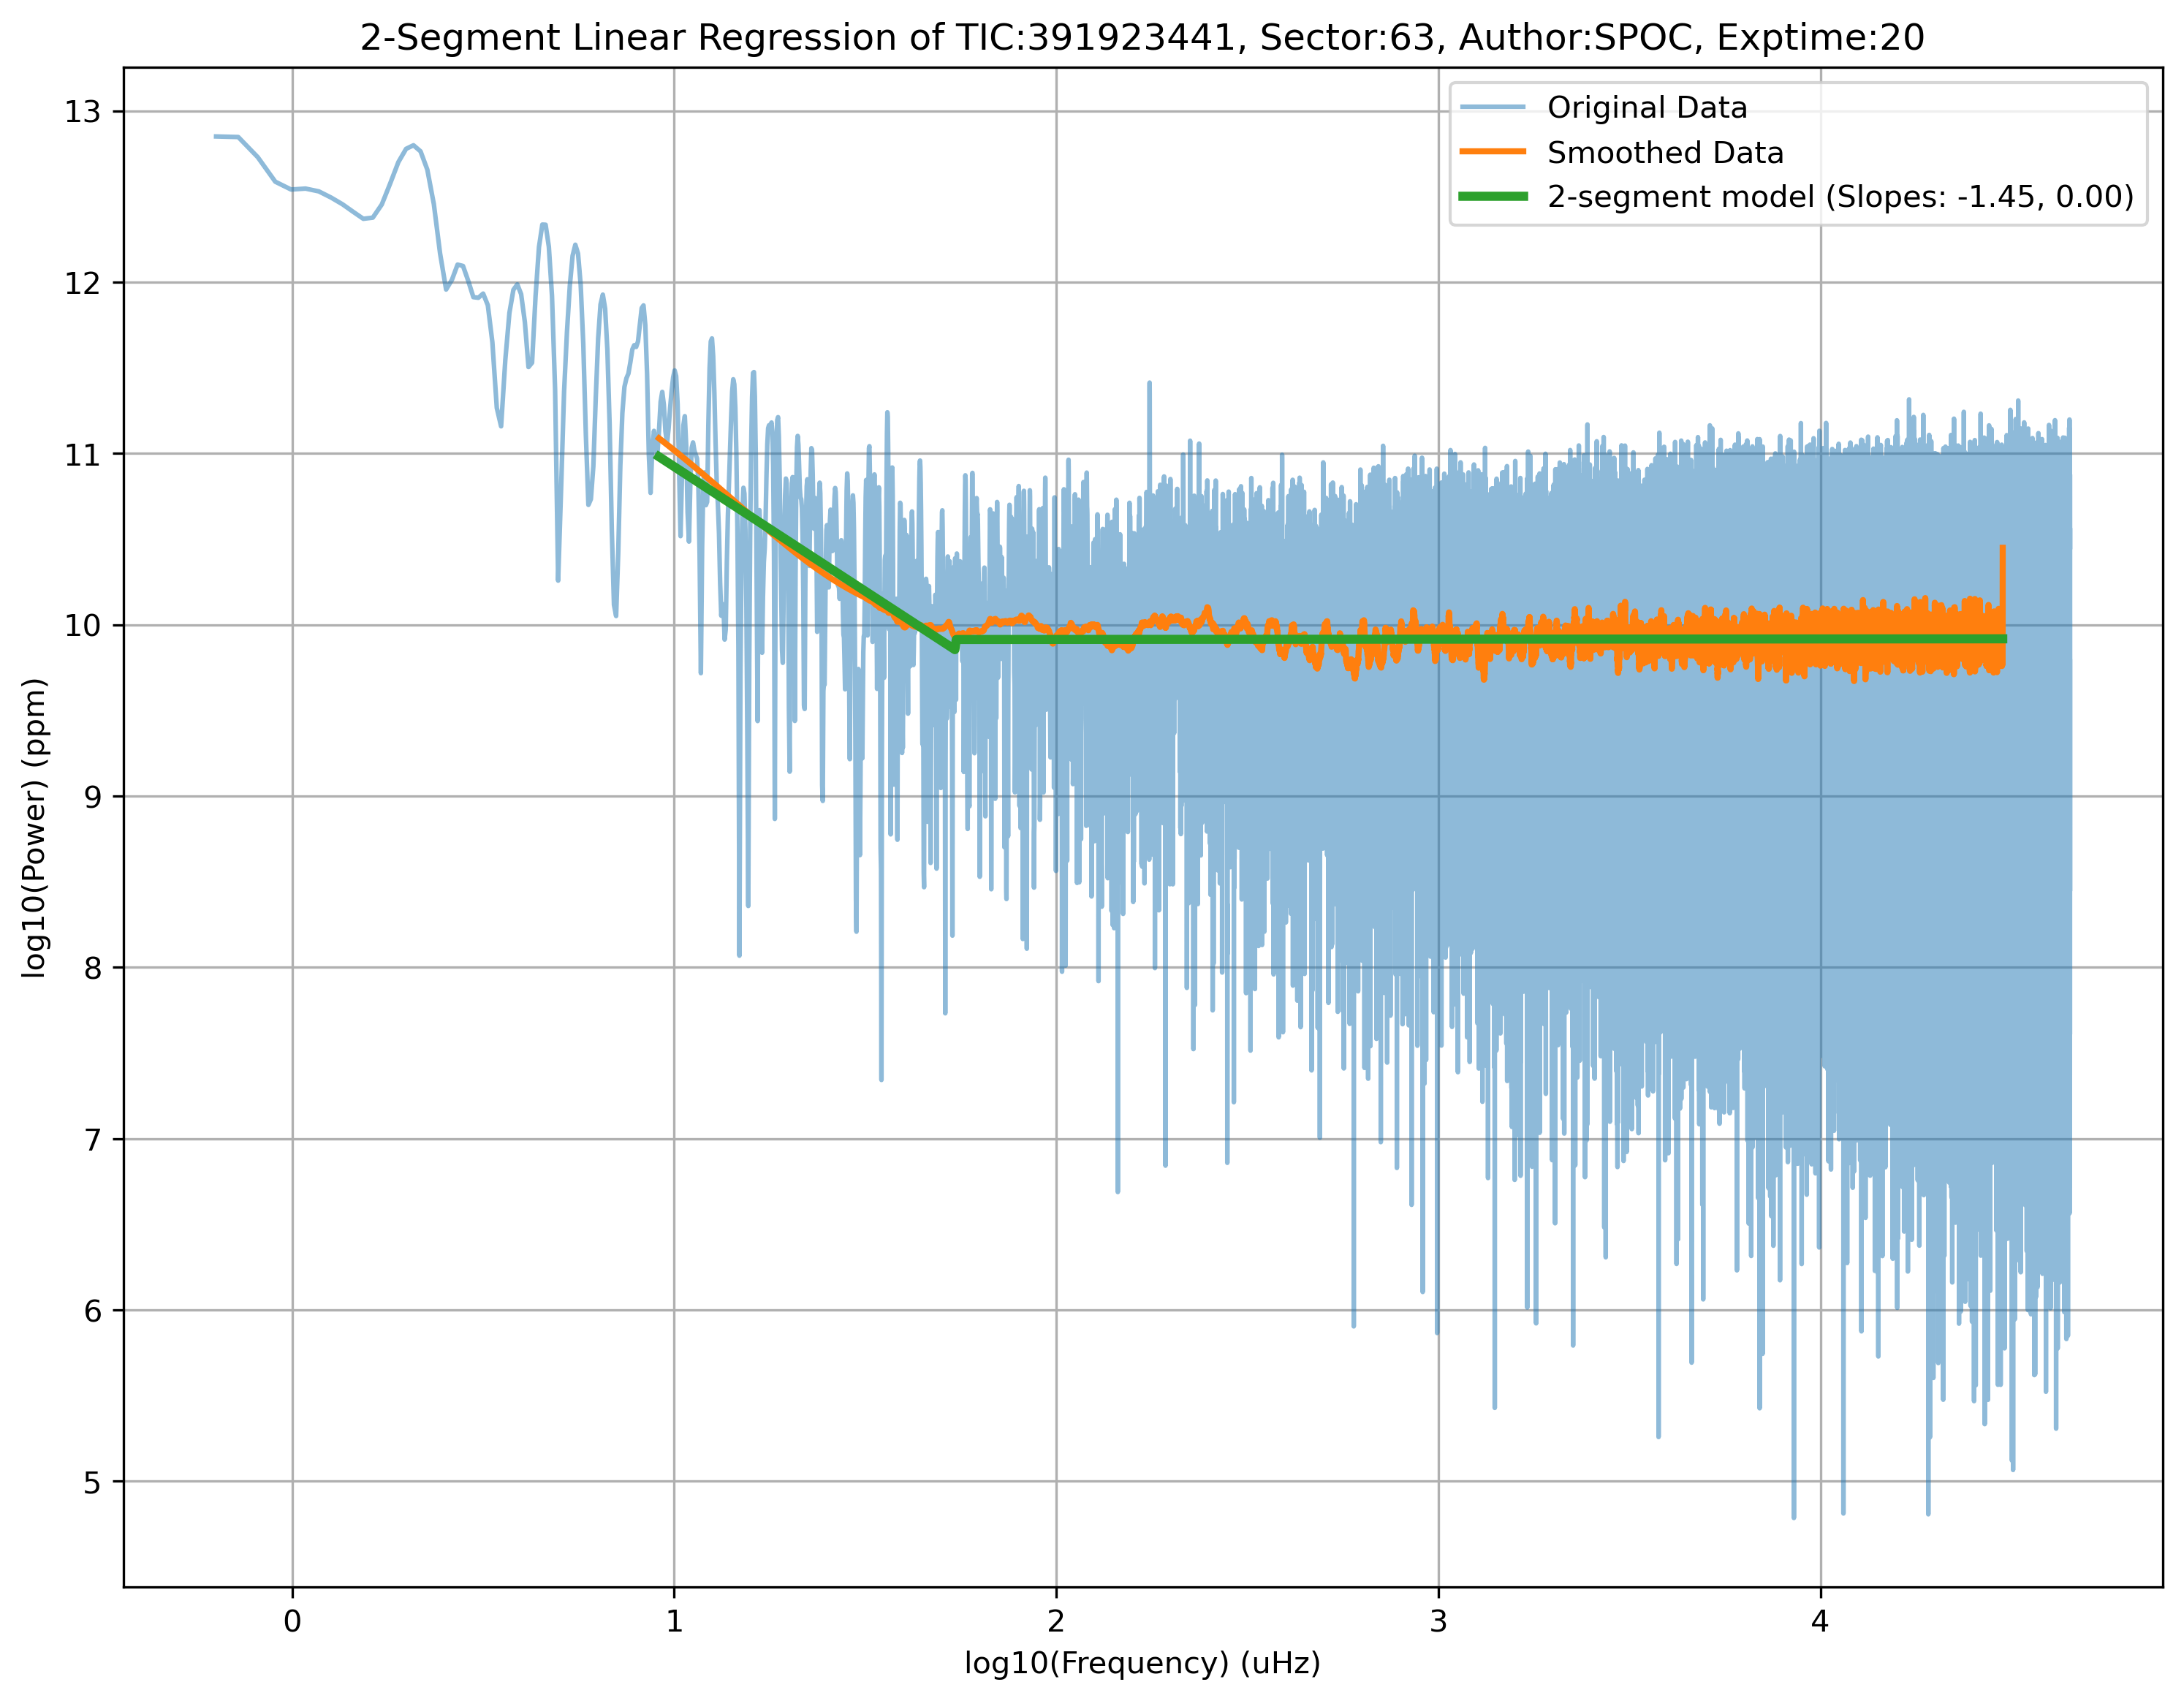 2-Segment Linear Regression of TIC:391923441, Sector:63, Author:SPOC, Exptime:20
Original Data
Smoothed Data
2-segment model (Slopes: -1.45, 0.00)
log10(Power) (ppm)
13
12
11
10
9
8
7
6
5
0 1 2 3 4
log10(Frequency) (uHz)